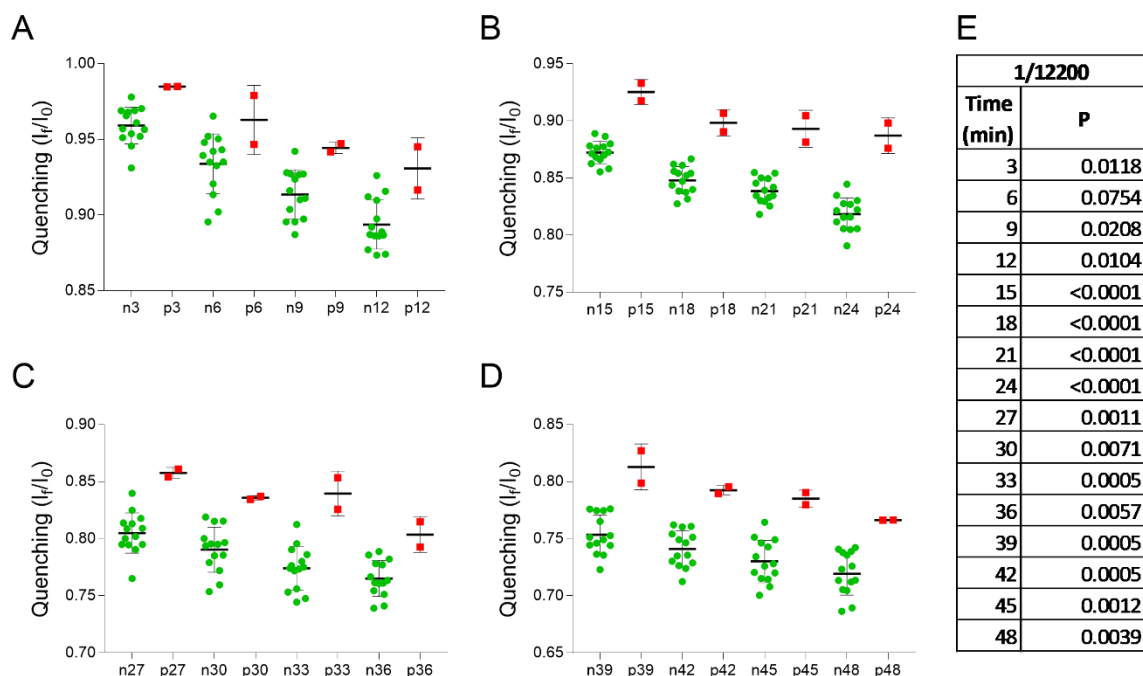 A
Quenching (If/I0)
1.00
0.95
0.90
0.85
n3 p3 n6 p6 n9 p9 n12 p12
B
Quenching (If/I0)
0.95
0.90
0.85
0.80
0.75
n15 p15 n18 p18 n21 p21 n24 p24
C
Quenching (If/I0)
0.90
0.85
0.80
0.75
0.70
n27 p27 n30 p30 n33 p33 n36 p36
D
Quenching (If/I0)
0.85
0.80
0.75
0.70
0.65
n39 p39 n42 p42 n45 p45 n48 p48
E
1/12200
Time (min) P
3 0.0118
6 0.0754
9 0.0208
12 0.0104
15 <0.0001
18 <0.0001
21 <0.0001
24 <0.0001
27 0.0011
30 0.0071
33 0.0005
36 0.0057
39 0.0005
42 0.0005
45 0.0012
48 0.0039